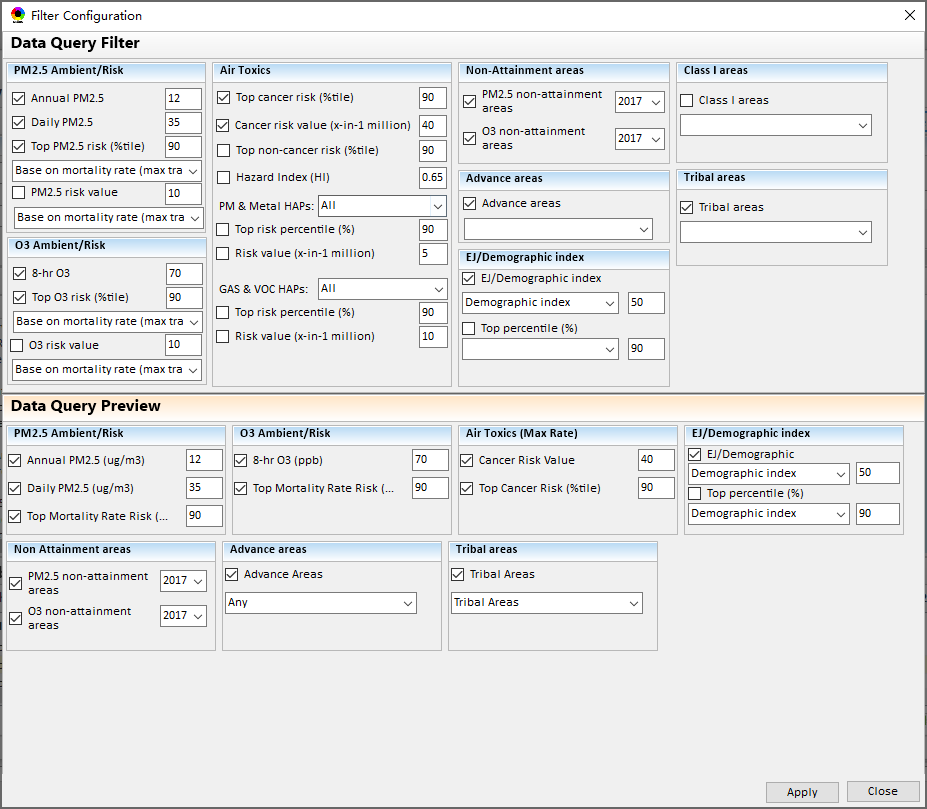 Filter Configuration
Data Query Filter
PM2.5 Ambient/Risk
Annual PM2.5 12
Daily PM2.5 35
Top PM2.5 risk (%tile) 90
Base on mortality rate (max tra
PM2.5 risk value 10
Base on mortality rate (max tra
O3 Ambient/Risk
8-hr O3 70
Top O3 risk (%tile) 90
Base on mortality rate (max tra
O3 risk value 10
Base on mortality rate (max tra
Air Toxics
Top cancer risk (%tile) 90
Cancer risk value (x-in-1 million) 40
Top non-cancer risk (%tile) 90
Hazard Index (HI) 0.65
PM & Metal HAPs: All
Top risk percentile (%) 90
Risk value (x-in-1 million) 5
GAS & VOC HAPs: All
Top risk percentile (%) 90
Risk value (x-in-1 million) 10
Non-Attainment areas
PM2.5 non-attainment
areas 2017
O3 non-attainment
areas 2017
Advance areas
Advance areas
EJ/Demographic index
EJ/Demographic index
Demographic index 50
Top percentile (%)
90
Class I areas
Class I areas
Tribal areas
Tribal areas
Data Query Preview
PM2.5 Ambient/Risk
Annual PM2.5 (ug/m3) 12
Daily PM2.5 (ug/m3) 35
Top Mortality Rate Risk (... 90
O3 Ambient/Risk
8-hr O3 (ppb) 70
Top Mortality Rate Risk (... 90
Air Toxics (Max Rate)
Cancer Risk Value 40
Top Cancer Risk (%tile) 90
EJ/Demographic index
EJ/Demographic
Demographic index 50
Top percentile (%)
Demographic index 90
Non Attainment areas
PM2.5 non-attainment
areas 2017
O3 non-attainment
areas 2017
Advance areas
Advance Areas
Any
Tribal areas
Tribal Areas
Tribal Areas
Apply Close